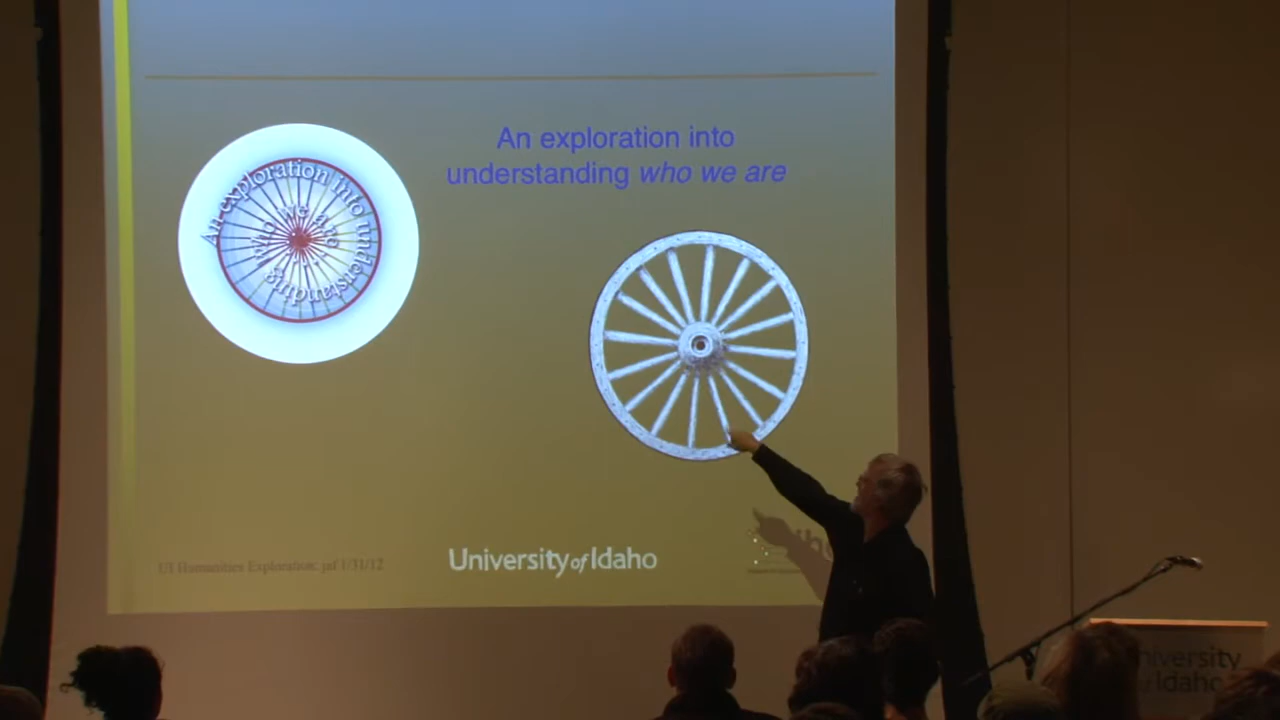 An exploration into
understanding who we are
An exploration into understanding
who we are
UI Humanities Exploration: 1/31/12
University of Idaho
University
of Idaho